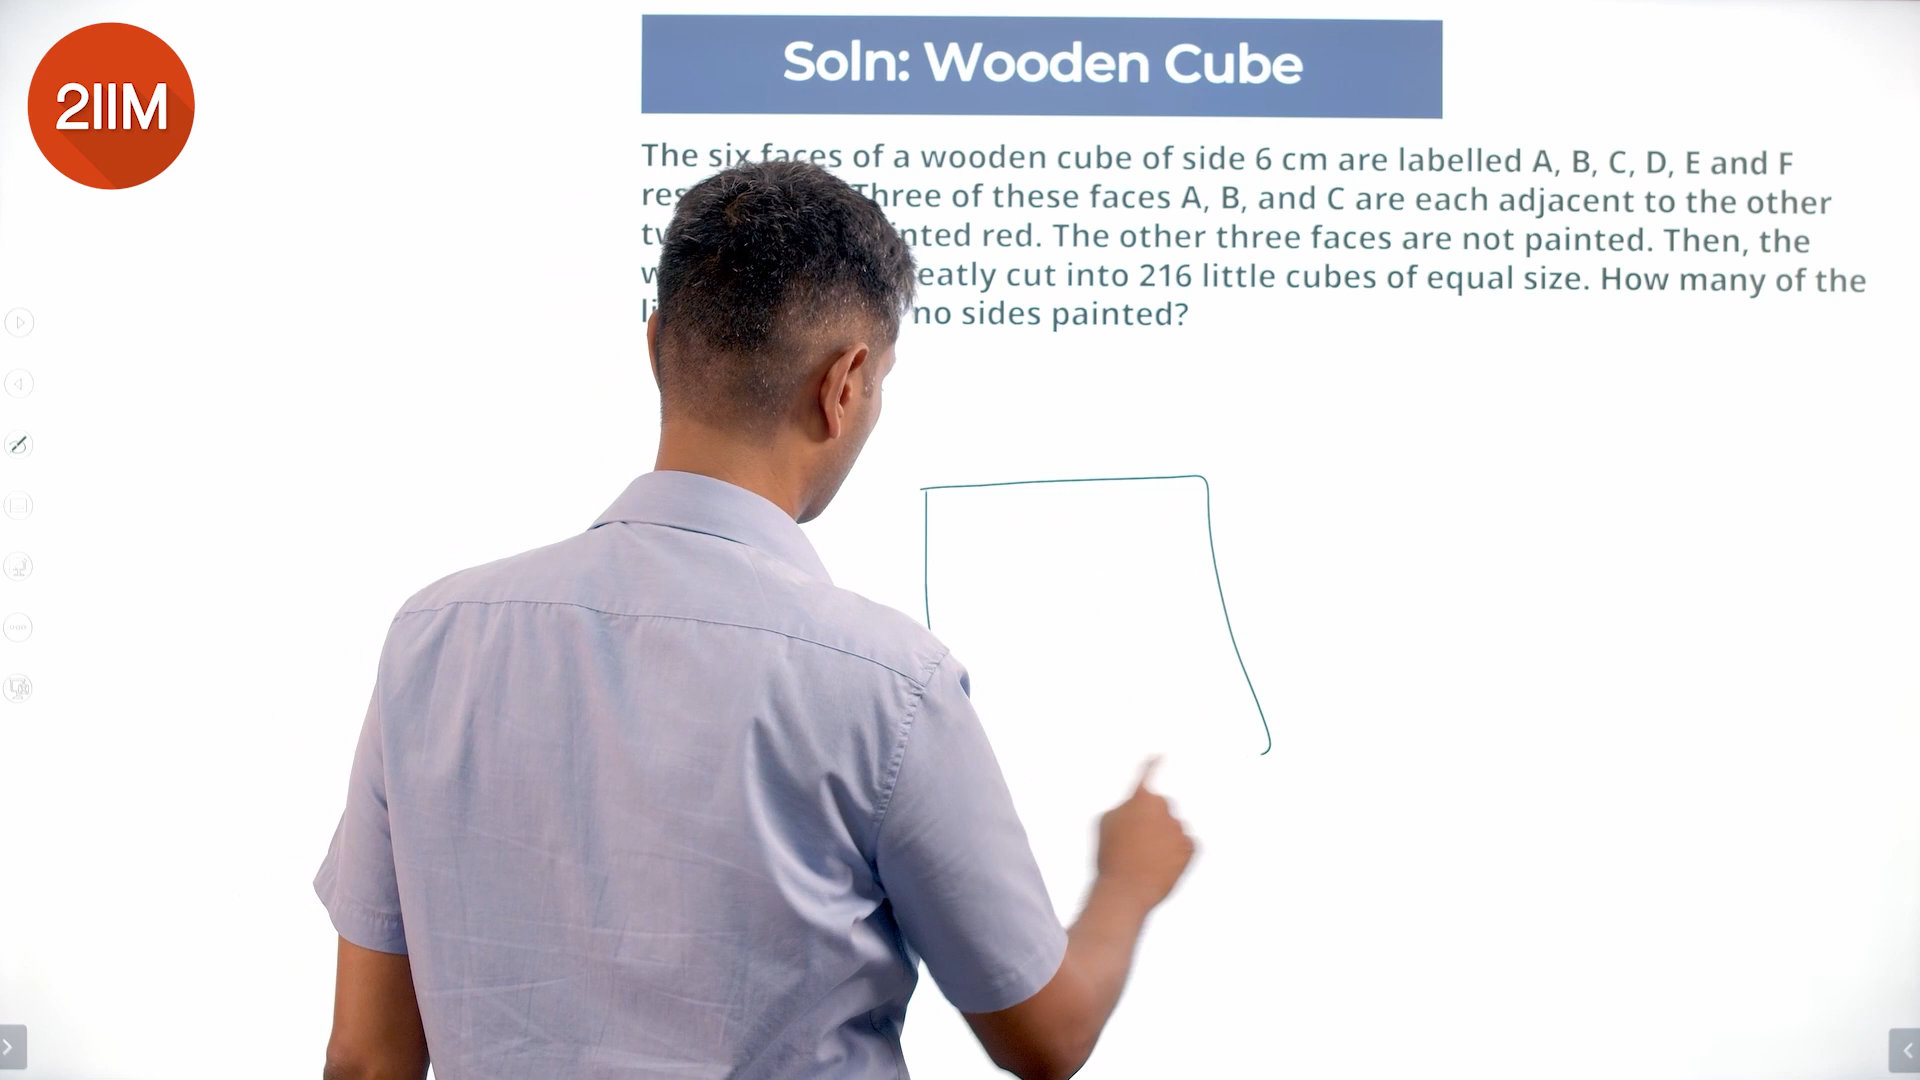 2IIM
Soln: Wooden Cube
The six faces of a wooden cube of side 6 cm are labelled A, B, C, D, E and F
Three of these faces A, B, and C are each adjacent to the other
red. The other three faces are not painted. Then, the
cut into 216 little cubes of equal size. How many of the
no sides painted?